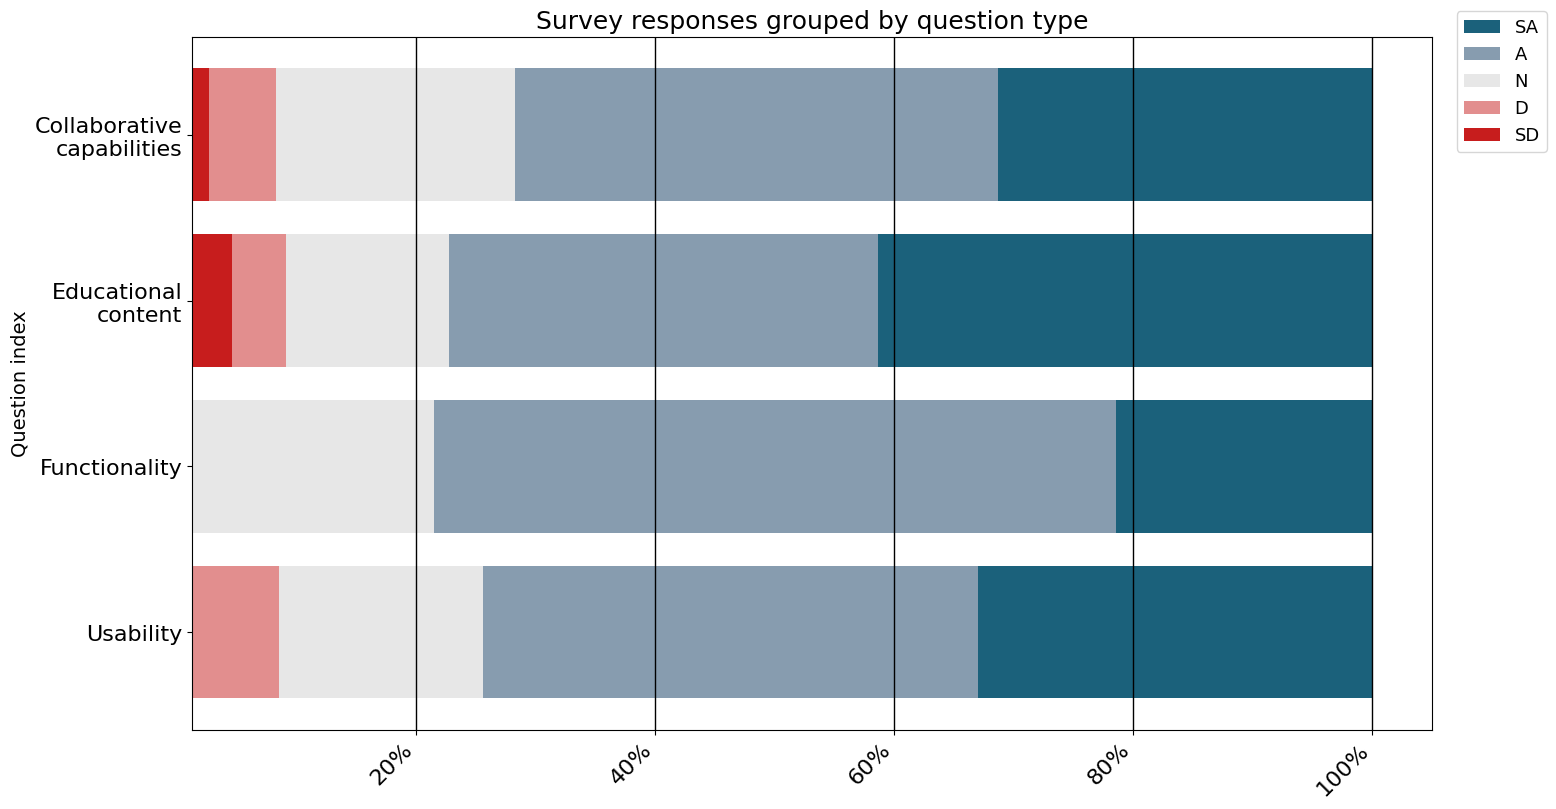 Survey responses grouped by question type
SA
A
N
D
SD
Collaborative
capabilities
Educational
content
Functionality
Usability
Question index
20%
40%
60%
80%
100%